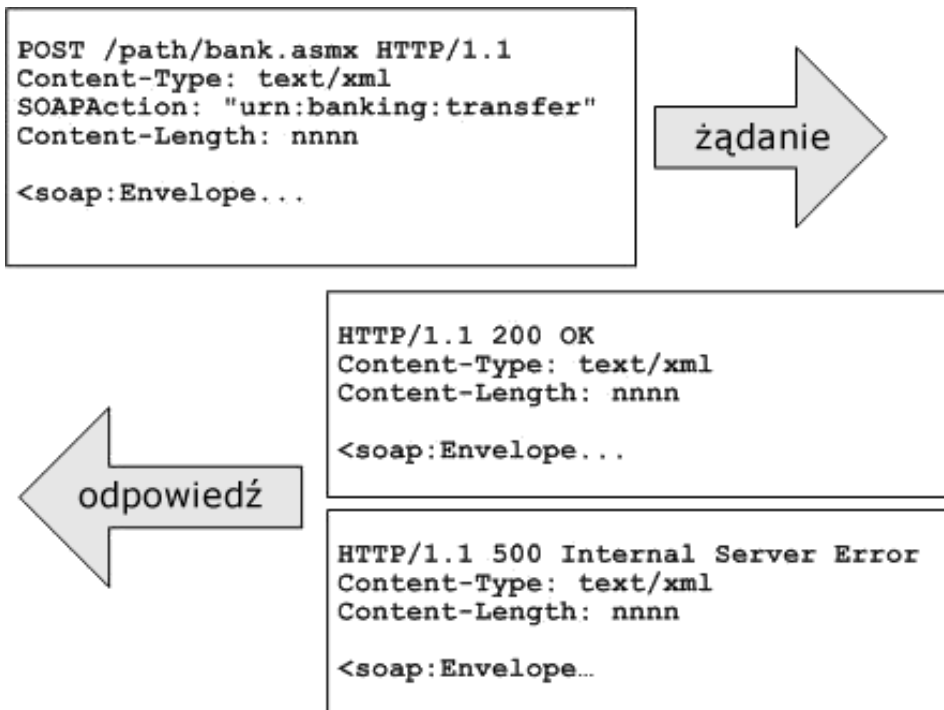 POST /path/bank.asmx HTTP/1.1
Content-Type: text/xml
SOAPAction: "urn:banking:transfer"
Content-Length: nnnn
<soap:Envelope...
żądanie
HTTP/1.1 200 OK
Content-Type: text/xml
Content-Length: nnnn
<soap:Envelope...
odpowiedź
HTTP/1.1 500 Internal Server Error
Content-Type: text/xml
Content-Length: nnnn
<soap:Envelope…